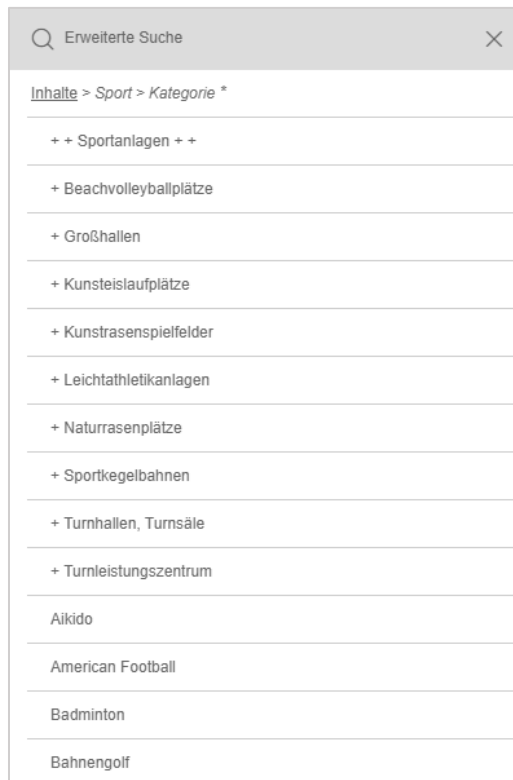 Erweiterte Suche
Inhalte > Sport > Kategorie *
+ + Sportanlagen + +
+ Beachvolleyballplätze
+ Großhallen
+ Kunsteislaufplätze
+ Kunstrasenspielfelder
+ Leichtathletikanlagen
+ Naturrasenplätze
+ Sportkegelbahnen
+ Turnhallen, Turnsäle
+ Turnleistungszentrum
Aikido
American Football
Badminton
Bahnengolf